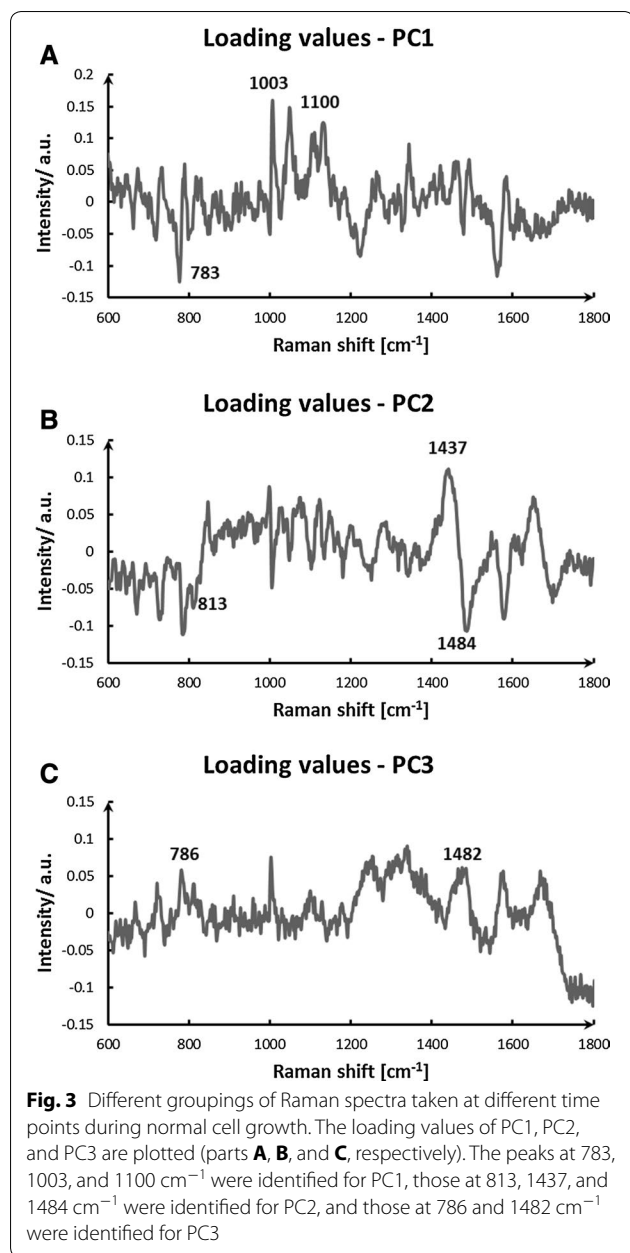 Loading values - PC1
A
0.2
0.15
0.1
0.05
0
-0.05
-0.1
-0.15
Intensity/ a.u.
1003
1100
783
600 800 1000 1200 1400 1600 1800
Raman shift [cm⁻¹]
Loading values - PC2
B
0.15
0.1
0.05
0
-0.05
-0.1
-0.15
Intensity/ a.u.
1437
813
1484
600 800 1000 1200 1400 1600 1800
Raman shift [cm⁻¹]
Loading values - PC3
C
0.15
0.1
0.05
0
-0.05
-0.1
-0.15
Intensity/ a.u.
786
1482
600 800 1000 1200 1400 1600 1800
Raman shift [cm⁻¹]
Fig. 3 Different groupings of Raman spectra taken at different time
points during normal cell growth. The loading values of PC1, PC2,
and PC3 are plotted (parts A, B, and C, respectively). The peaks at 783,
1003, and 1100 cm⁻¹ were identified for PC1, those at 813, 1437, and
1484 cm⁻¹ were identified for PC2, and those at 786 and 1482 cm⁻¹
were identified for PC3